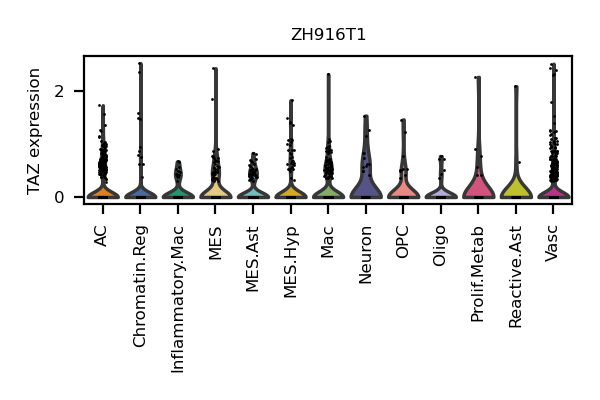 ZH916T1
TAZ expression
2
0
AC
Chromatin.Reg
Inflammatory.Mac
MES
MES.Ast
MES.Hyp
Mac
Neuron
OPC
Oligo
Prolif.Metab
Reactive.Ast
Vasc